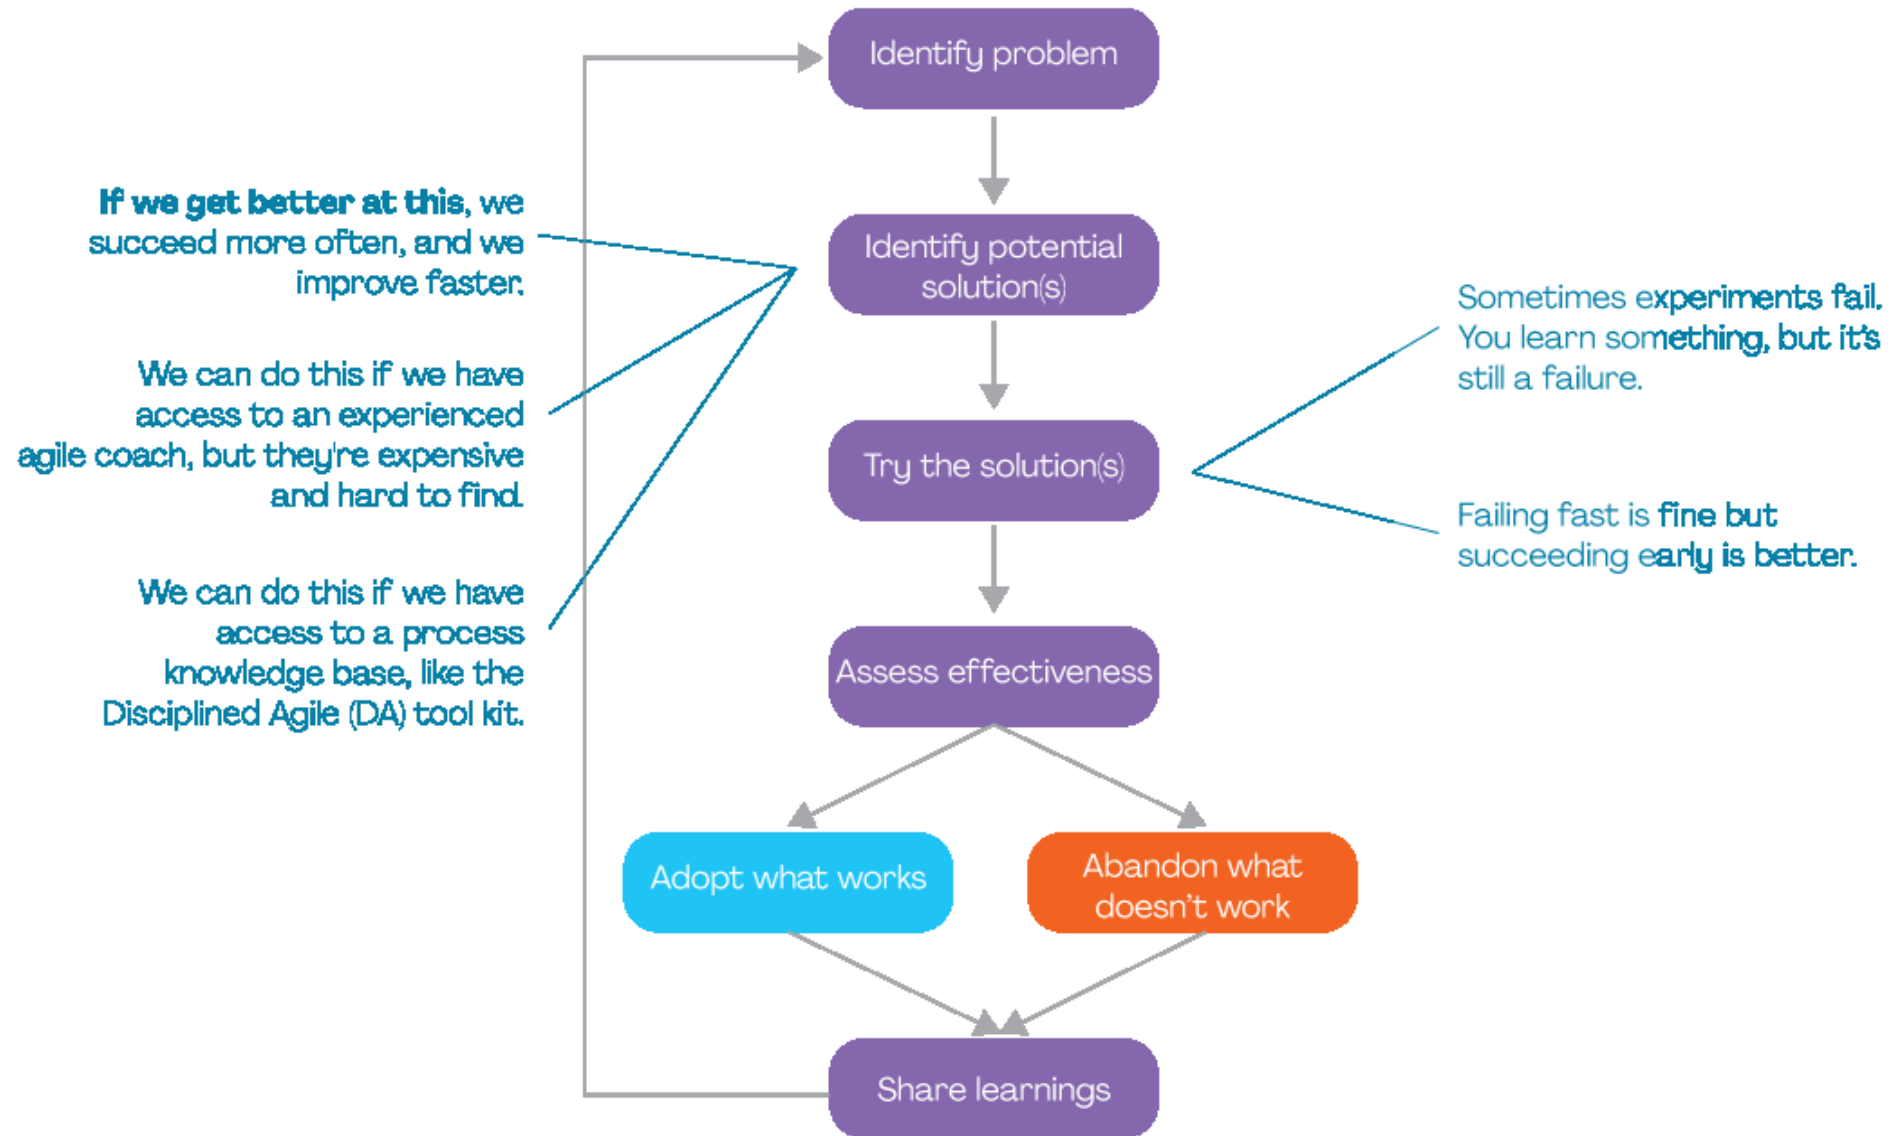 Identify problem
If we get better at this, we
succeed more often, and we
improve faster.
Identify potential
solution(s)
Sometimes experiments fail.
You learn something, but it's
still a failure.
We can do this if we have
access to an experienced
agile coach, but they're expensive
and hard to find.
Try the solution(s)
Failing fast is fine but
succeeding early is better.
We can do this if we have
access to a process
knowledge base, like the
Disciplined Agile (DA) tool kit.
Assess effectiveness
Adopt what works
Abandon what
doesn't work
Share learnings